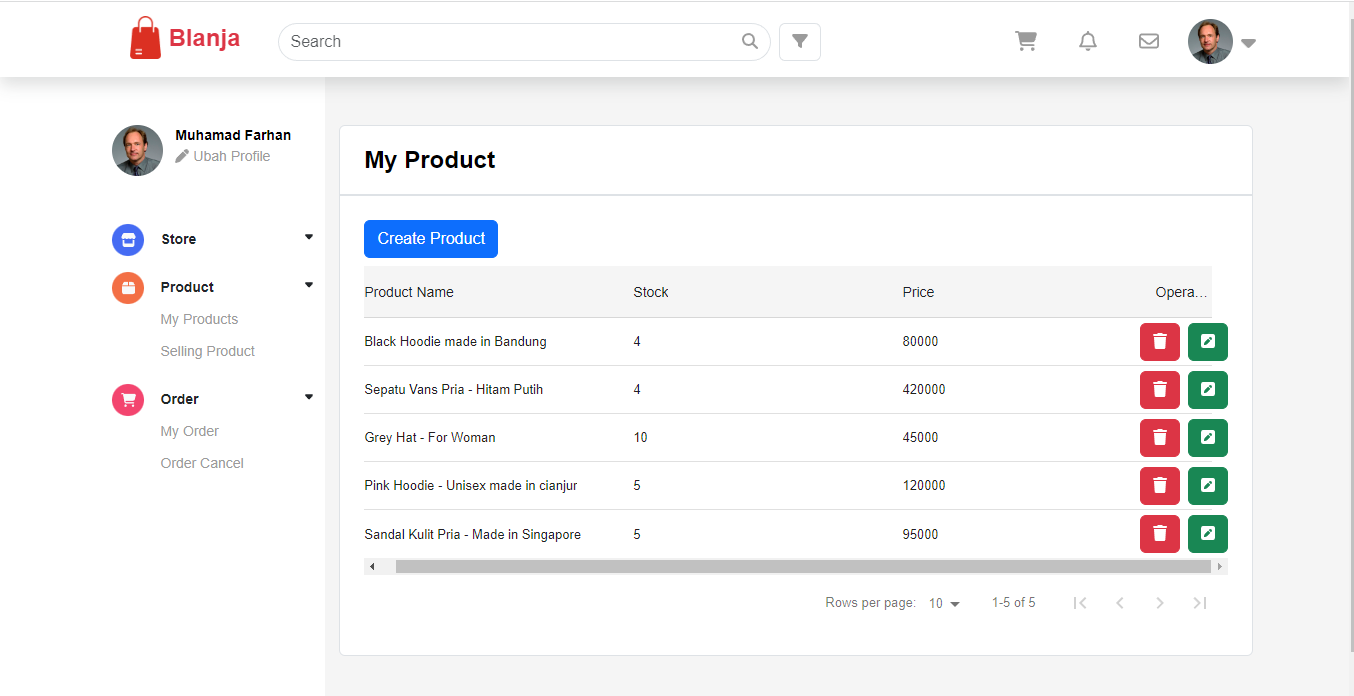 Blanja
Search
Muhamad Farhan
Ubah Profile
Store
Product
My Products
Selling Product
Order
My Order
Order Cancel
My Product
Create Product
Product Name Stock Price Opera...
Black Hoodie made in Bandung 4 80000
Sepatu Vans Pria - Hitam Putih 4 420000
Grey Hat - For Woman 10 45000
Pink Hoodie - Unisex made in cianjur 5 120000
Sandal Kulit Pria - Made in Singapore 5 95000
Rows per page: 10 1-5 of 5